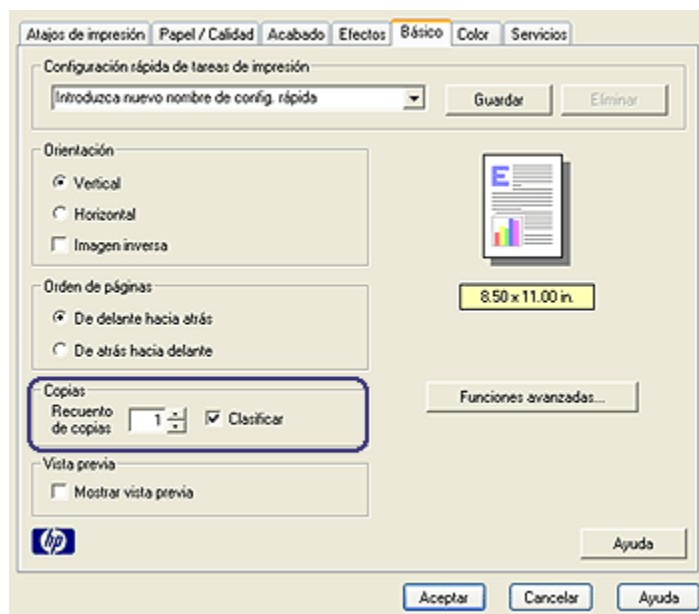 Atajos de impresión Papel / Calidad Acabado Efectos Básico Color Servicios
Configuración rápida de tareas de impresión
Introduzca nuevo nombre de config. rápida Guardar Eliminar
Orientación
Vertical
Horizontal
Imagen inversa
E
8.50 x 11.00 in.
Orden de páginas
De delante hacia atrás
De atrás hacia delante
Copias
Recuento
de copias 1 Clasificar
Funciones avanzadas...
Vista previa
Mostrar vista previa
hp
Ayuda
Aceptar Cancelar Ayuda